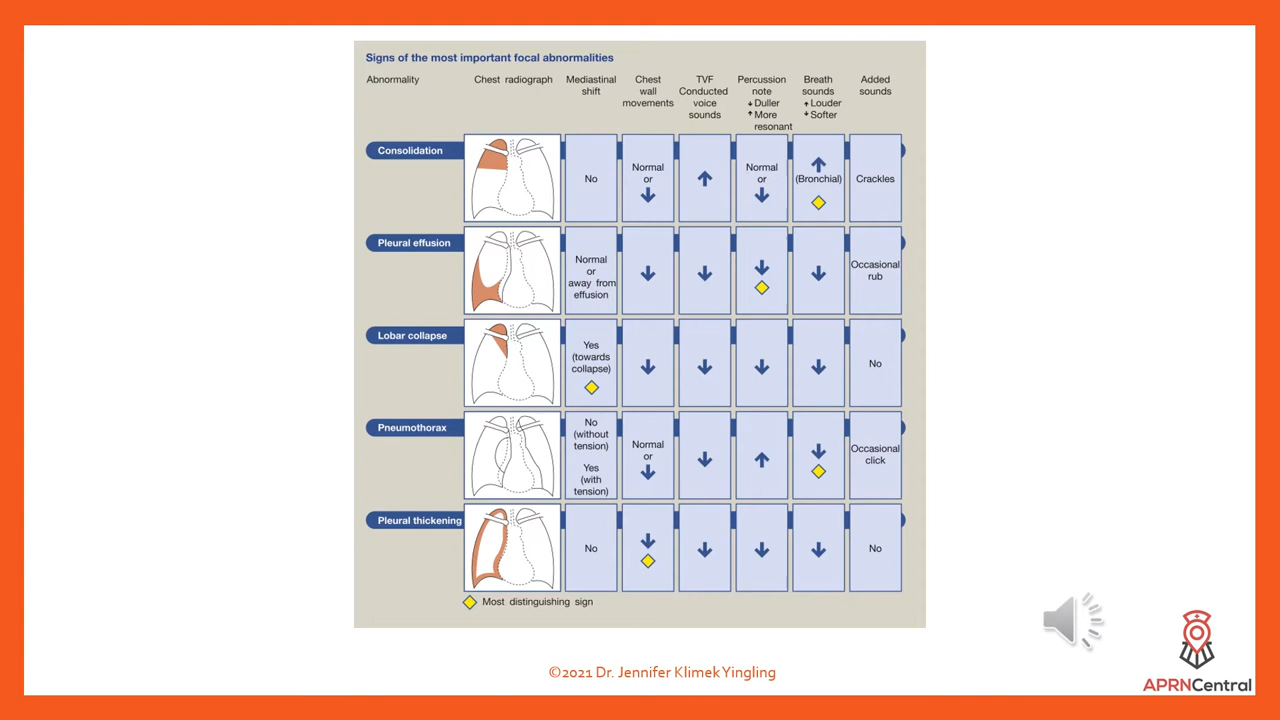 Signs of the most important focal abnormalities
Abnormality
Chest radiograph
Mediastinal
shift
Chest
wall
movements
TVF
Conducted
voice
sounds
Percussion
note
↓ Duller
↑ More
resonant
Breath
sounds
↑ Louder
↓ Softer
Added
sounds
Consolidation
No
Normal
or
↓
↑
Normal
or
↓
↑
(Bronchial)
Crackles
Pleural effusion
Normal
or
away from
effusion
↓
↓
↓
↓
Occasional
rub
Lobar collapse
Yes
(towards
collapse)
↓
↓
↓
↓
No
Pneumothorax
No
(without
tension)
Yes
(with
tension)
Normal
or
↓
↓
↑
↓
Occasional
click
Pleural thickening
No
↓
↓
↓
↓
No
Most distinguishing sign
©2021 Dr. Jennifer Klimek Yingling
APRNCentral